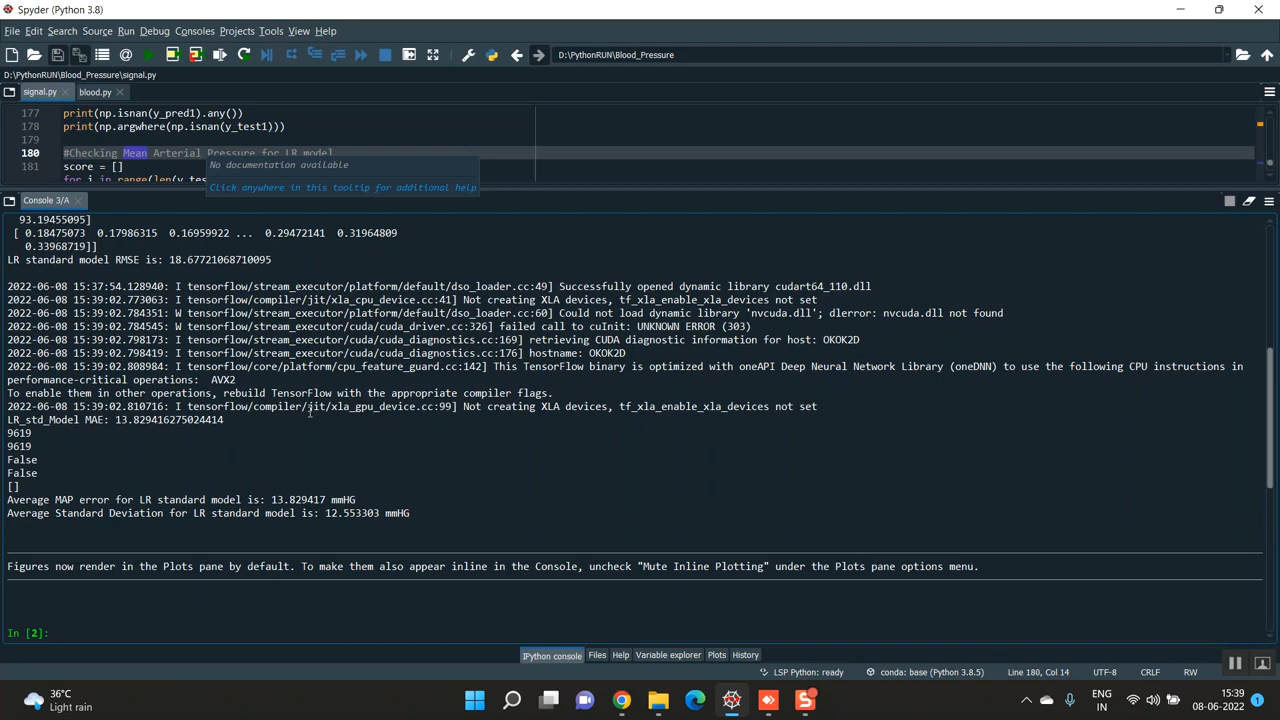 Spyder (Python 3.8)
File Edit Search Source Run Debug Consoles Projects Tools View Help
D:\PythonRUN\Blood_Pressure
D:\PythonRUN\Blood_Pressure\signal.py
signal.py blood.py
177 print(np.isnan(y_pred1).any())
178 print(np.argwhere(np.isnan(y_test1)))
179
180 #Checking Mean Arterial Pressure for LR model
No documentation available
181 score = []
for i in range(len(y_tes
Click anywhere in this tooltip for additional help
Console 3/A
93.19455095]
[ 0.18475073 0.17986315 0.16959922 ... 0.29472141 0.31964809
0.33968719]]
LR standard model RMSE is: 18.67721068710095
2022-06-08 15:37:54.128940: I tensorflow/stream_executor/platform/default/dso_loader.cc:49] Successfully opened dynamic library cudart64_110.dll
2022-06-08 15:39:02.773063: I tensorflow/compiler/jit/xla_cpu_device.cc:41] Not creating XLA devices, tf_xla_enable_xla_devices not set
2022-06-08 15:39:02.784351: W tensorflow/stream_executor/platform/default/dso_loader.cc:60] Could not load dynamic library 'nvcuda.dll'; dlerror: nvcuda.dll not found
2022-06-08 15:39:02.784545: W tensorflow/stream_executor/cuda/cuda_driver.cc:326] failed call to cuInit: UNKNOWN ERROR (303)
2022-06-08 15:39:02.798173: I tensorflow/stream_executor/cuda/cuda_diagnostics.cc:169] retrieving CUDA diagnostic information for host: OKOK2D
2022-06-08 15:39:02.798419: I tensorflow/stream_executor/cuda/cuda_diagnostics.cc:176] hostname: OKOK2D
2022-06-08 15:39:02.808984: I tensorflow/core/platform/cpu_feature_guard.cc:142] This TensorFlow binary is optimized with oneAPI Deep Neural Network Library (oneDNN) to use the following CPU instructions in
performance-critical operations: AVX2
To enable them in other operations, rebuild TensorFlow with the appropriate compiler flags.
2022-06-08 15:39:02.810716: I tensorflow/compiler/jit/xla_gpu_device.cc:99] Not creating XLA devices, tf_xla_enable_xla_devices not set
LR_std_Model MAE: 13.829416275024414
9619
9619
False
False
[]
Average MAP error for LR standard model is: 13.829417 mmHG
Average Standard Deviation for LR standard model is: 12.553303 mmHG
Figures now render in the Plots pane by default. To make them also appear inline in the Console, uncheck "Mute Inline Plotting" under the Plots pane options menu.
In [2]:
IPython console Files Help Variable explorer Plots History
LSP Python: ready conda: base (Python 3.8.5) Line 180, Col 14 UTF-8 CRLF RW
36°C
Light rain
ENG
IN
15:39
08-06-2022
1